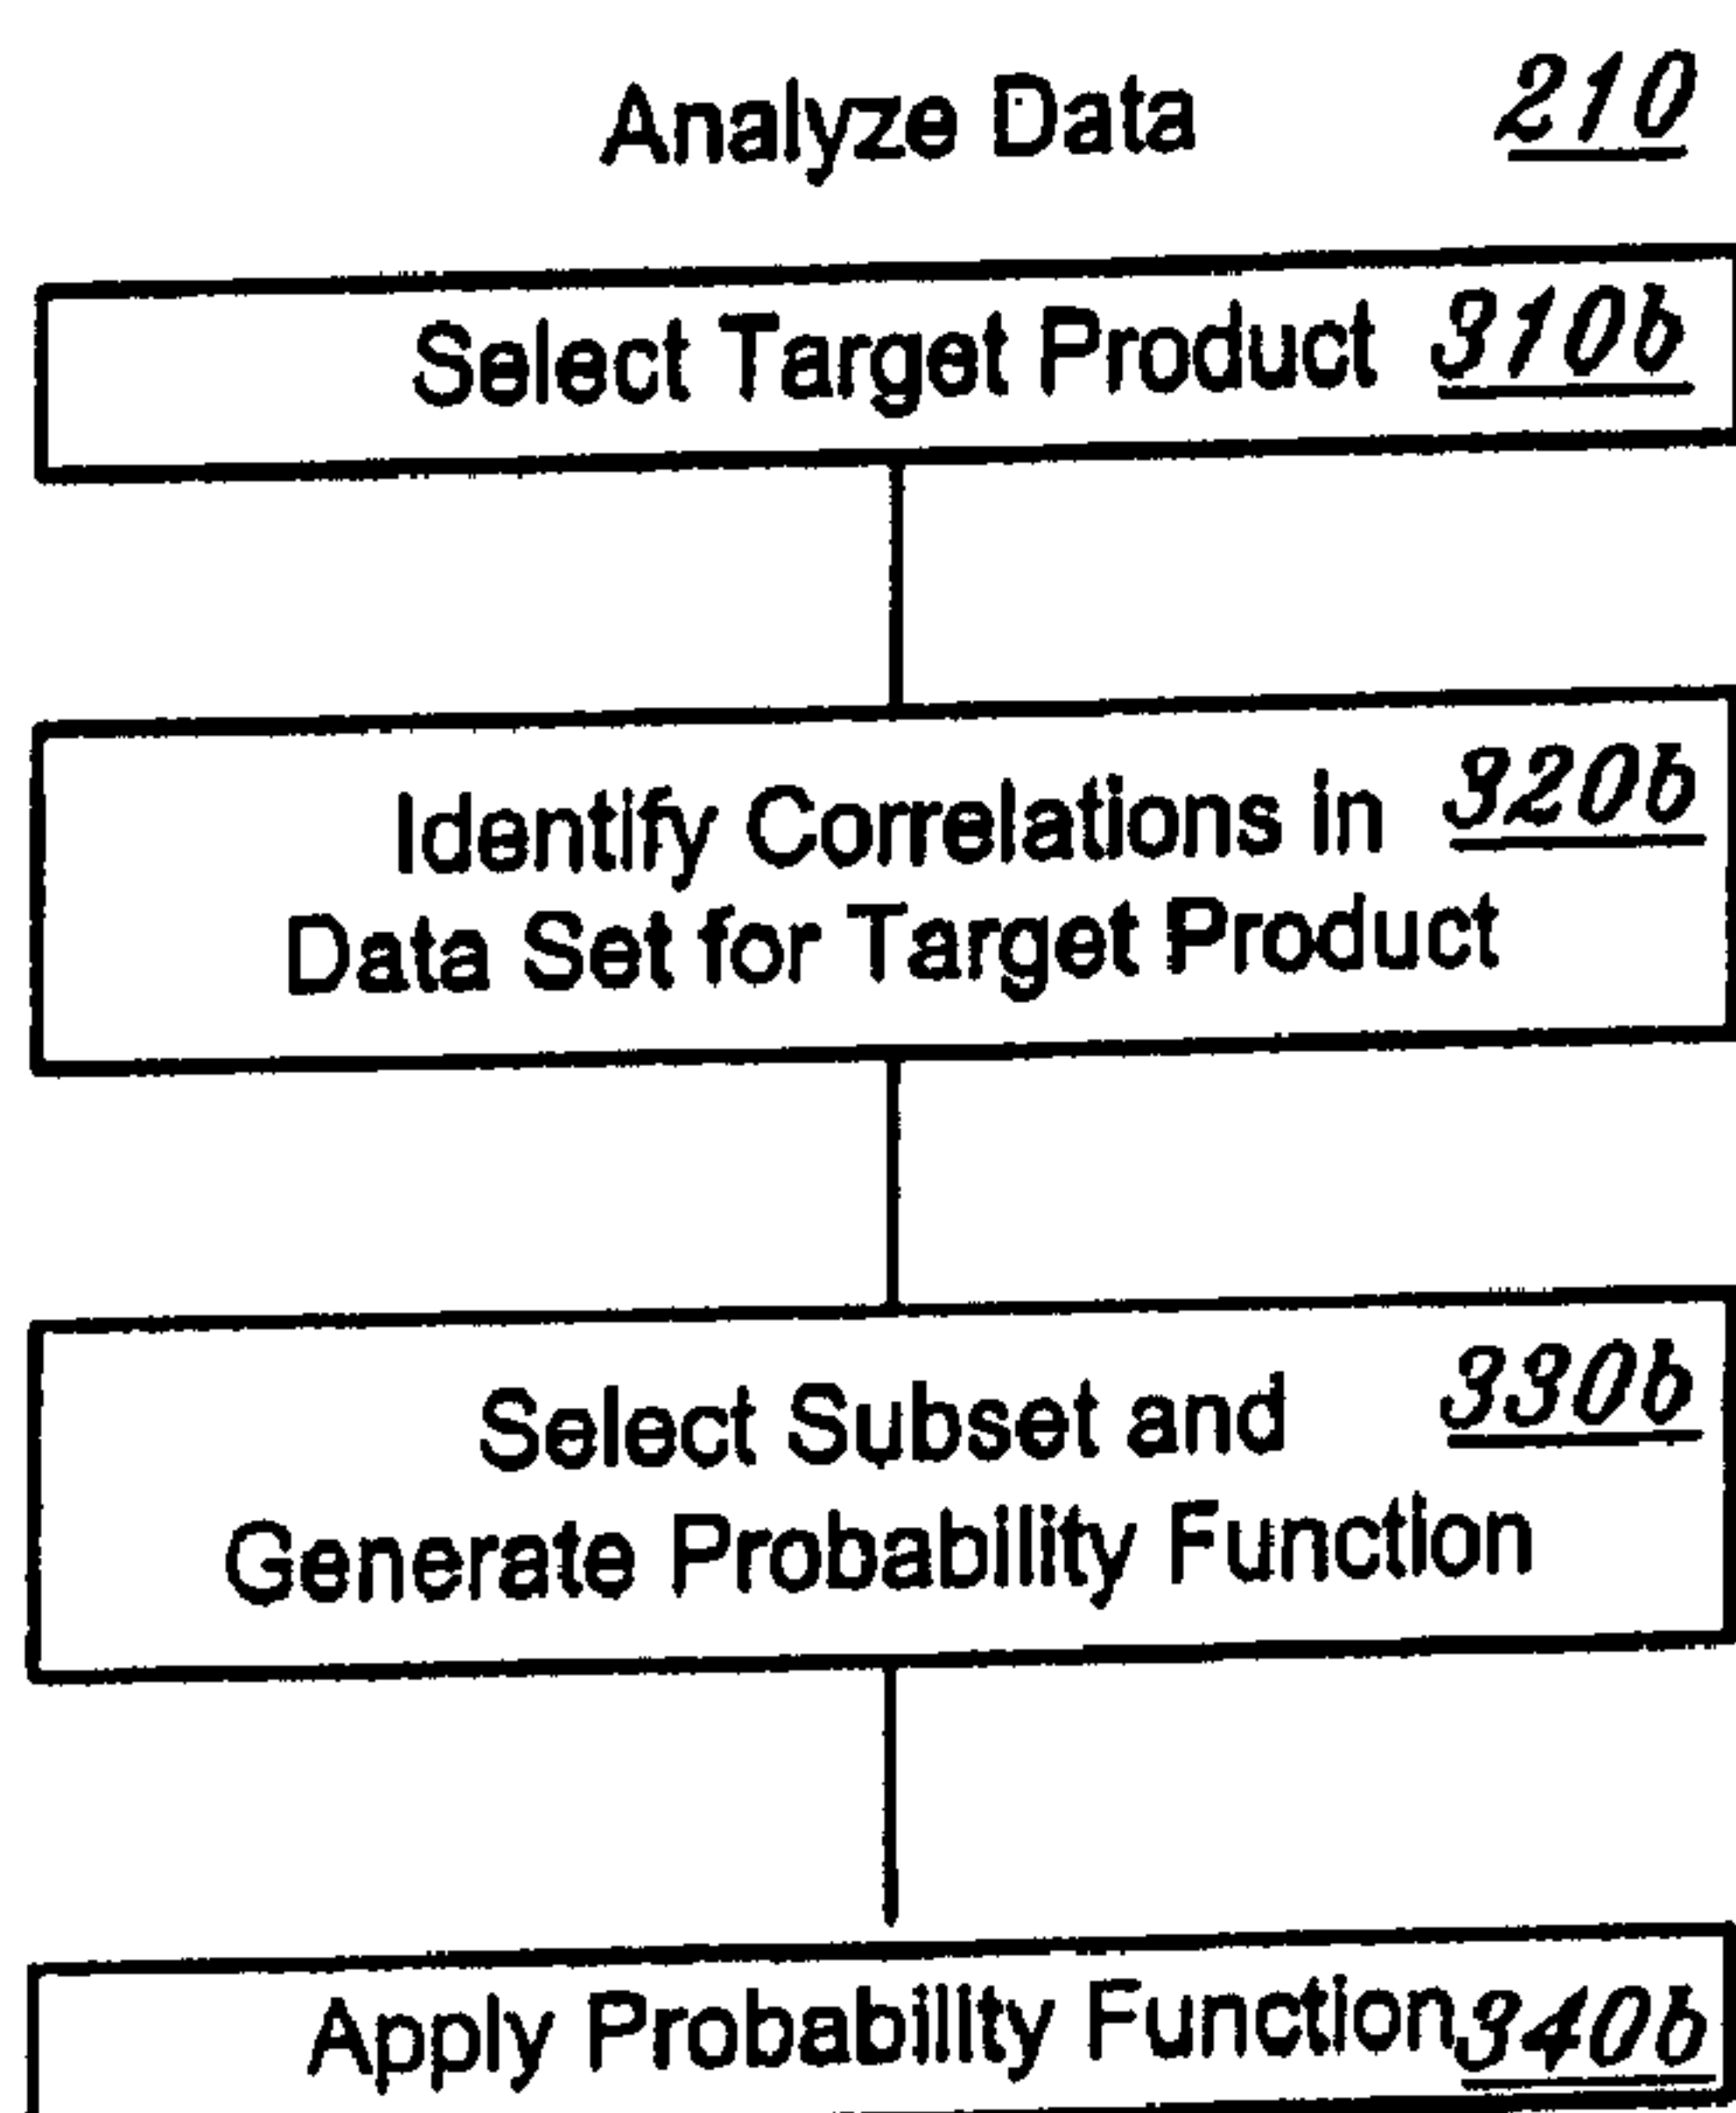 Analyze Data 210
Select Target Product 310b
Identify Correlations in 320b
Data Set for Target Product
Select Subset and 330b
Generate Probability Function
Apply Probability Function 340b